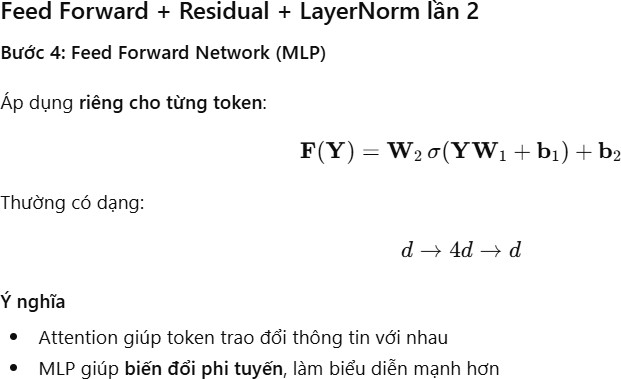 Feed Forward + Residual + LayerNorm lần 2
Bước 4: Feed Forward Network (MLP)
Áp dụng riêng cho từng token:
F(Y) = W₂ σ(YW₁ + b₁) + b₂
Thường có dạng:
d → 4d → d
Ý nghĩa
• Attention giúp token trao đổi thông tin với nhau
• MLP giúp biến đổi phi tuyến, làm biểu diễn mạnh hơn